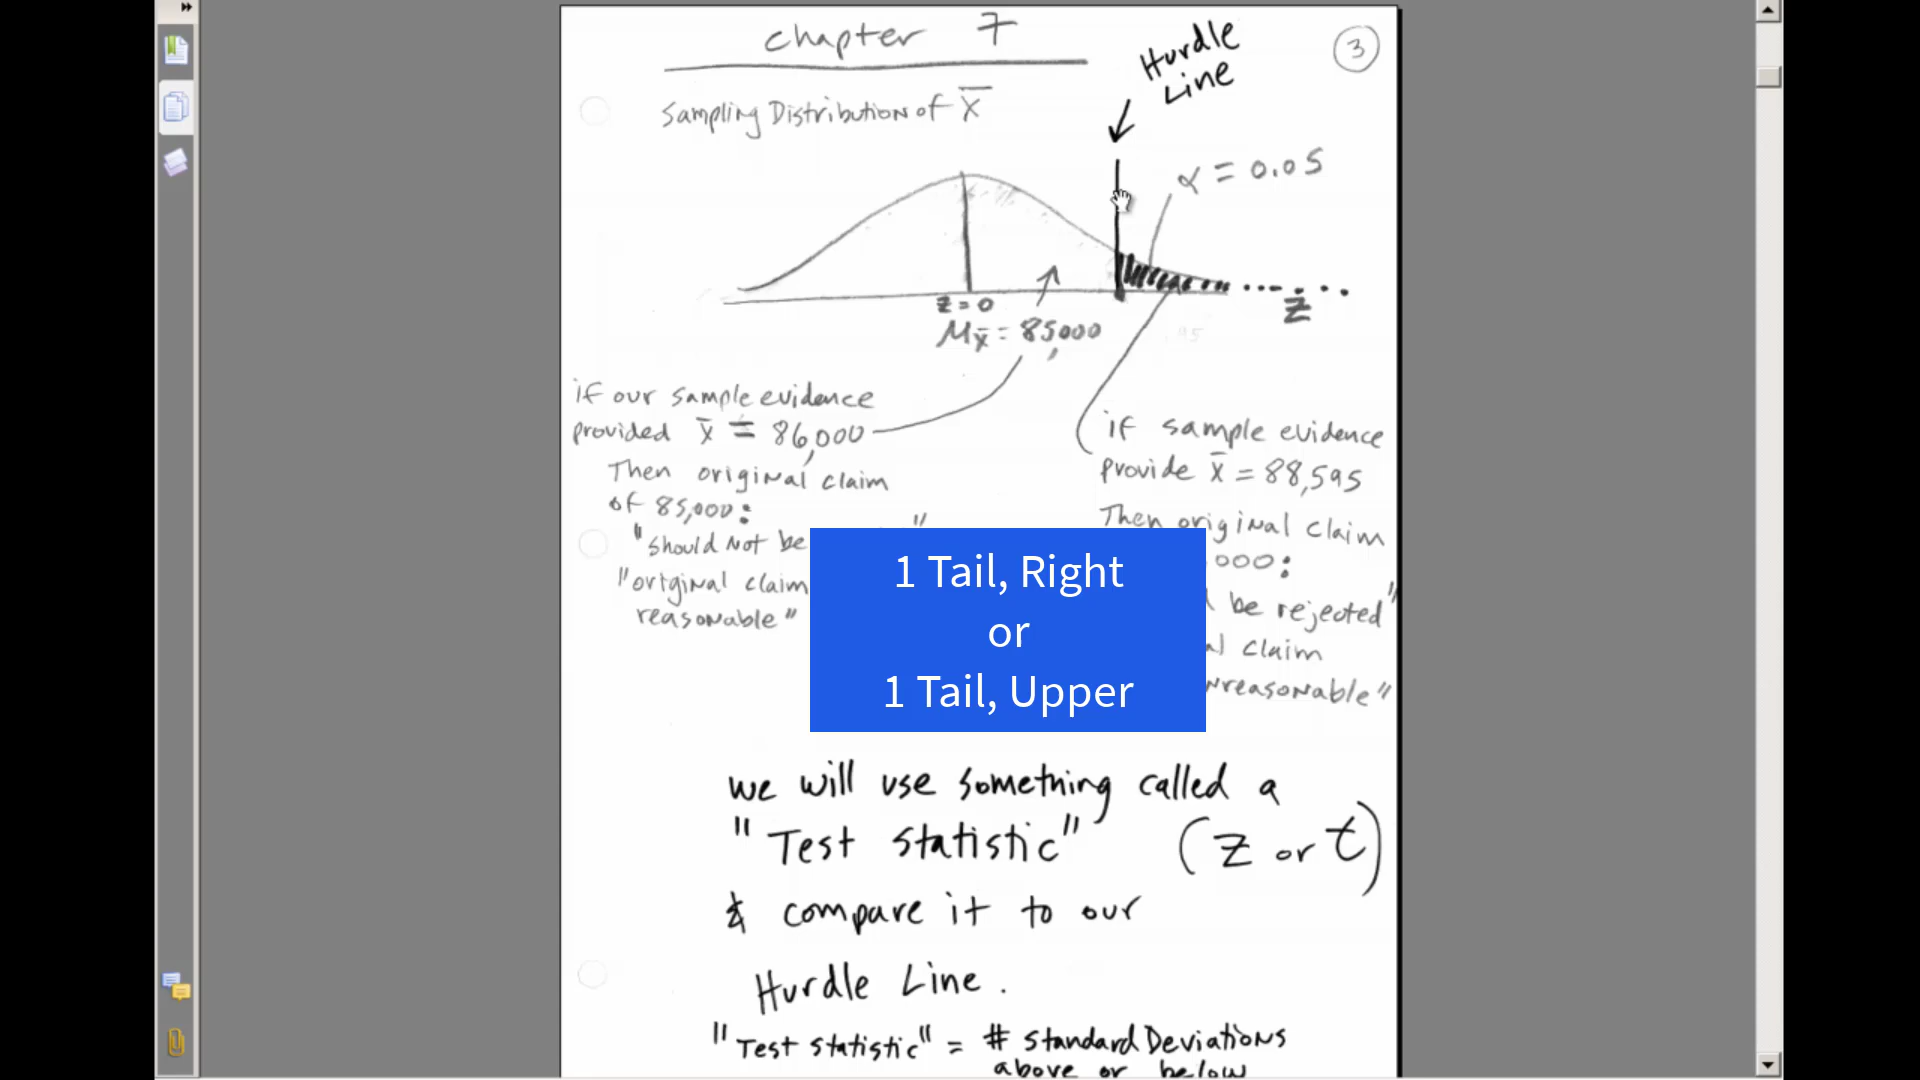 chapter 7
Hurdle
Line
3
Sampling Distribution of X̅
α = 0.05
z = 0
z
μx̅ = 85,000
if our sample evidence
provided x̅ = 86,000
Then original claim
of 85,000:
"should Not be "
"original claim
reasonable"
if sample evidence
provide x̅ = 88,595
Then original claim
000:
be rejected"
claim
nreasonable"
1 Tail, Right
or
1 Tail, Upper
we will use something called a
"Test statistic" (z or t)
& compare it to our
Hurdle Line.
"Test statistic" = # standard Deviations
above or below